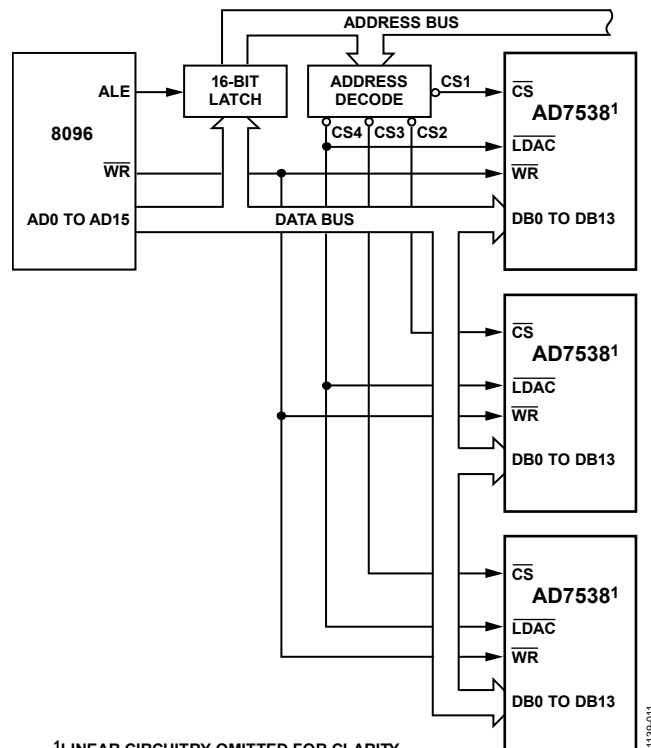 ADDRESS BUS
ALE
16-BIT
LATCH
ADDRESS
DECODE
CS1
CS
AD7538¹
8096
CS4
CS3
CS2
LDAC
WR
WR
AD0 TO AD15
DATA BUS
DB0 TO DB13
CS
AD7538¹
LDAC
WR
DB0 TO DB13
CS
AD7538¹
LDAC
WR
DB0 TO DB13
¹LINEAR CIRCUITRY OMITTED FOR CLARITY